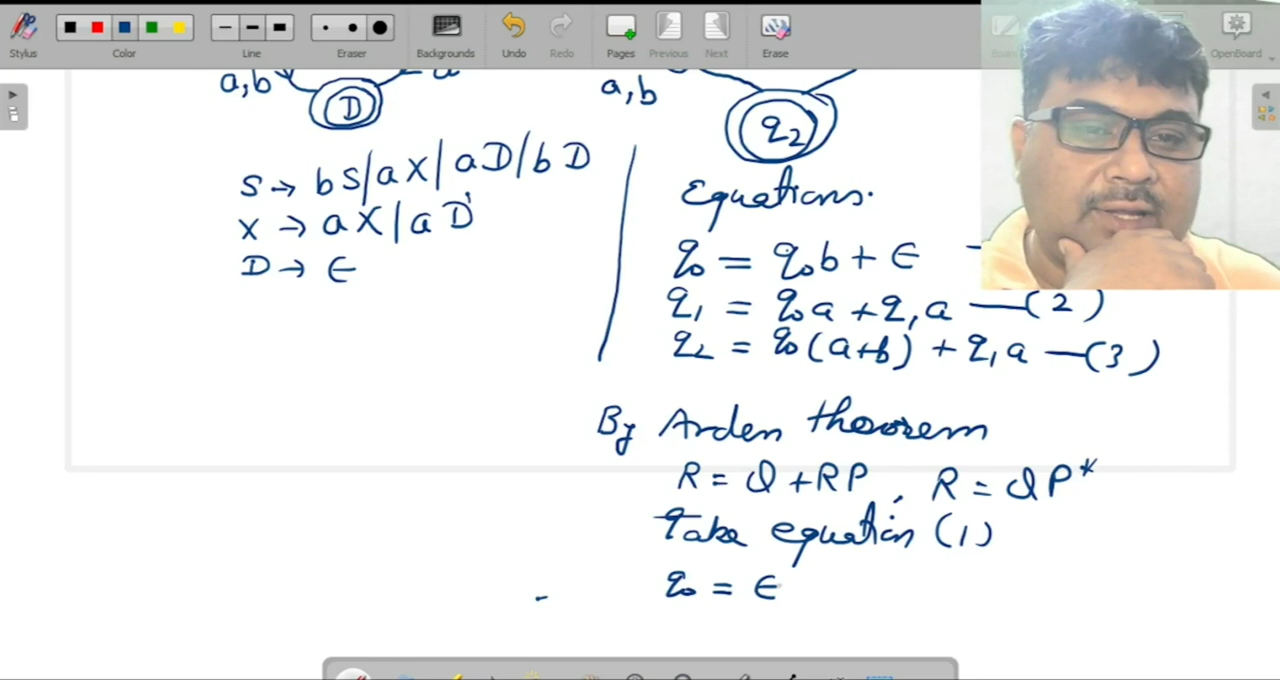 Stylus Color Line Eraser Backgrounds Undo Redo Pages Previous Next Erase OpenBoard
a,b a
D
a,b
q2
S → bS/aX/aD/bD
X → aX/aD
D → ∈
Equations.
q0 = q0b + ∈
q1 = q0a + q1a —(2)
q2 = q0(a+b) + q1a —(3)
By Arden theorem
R = Q + RP, R = QP*
Take equation (1)
q0 = ∈